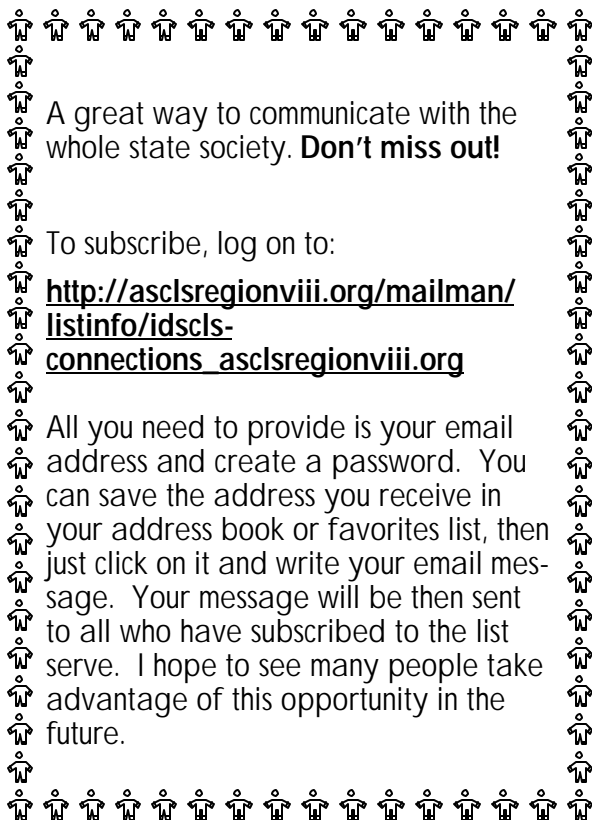 A great way to communicate with the
whole state society. Don't miss out!
To subscribe, log on to:
http://asclsregionviii.org/mailman/
listinfo/idscls-
connections_asclsregionviii.org
All you need to provide is your email
address and create a password.  You
can save the address you receive in
your address book or favorites list, then
just click on it and write your email mes-
sage.  Your message will be then sent
to all who have subscribed to the list
serve.  I hope to see many people take
advantage of this opportunity in the
future.